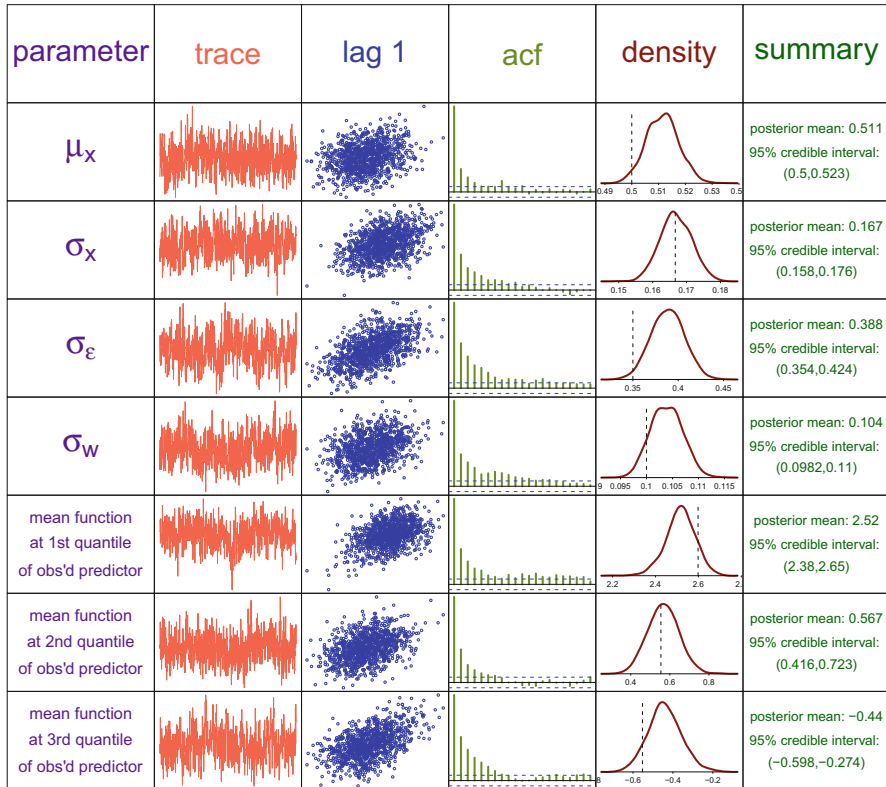 parameter trace lag 1 acf density summary
μx
0.49 0.5 0.51 0.52 0.53 0.5
posterior mean: 0.511
95% credible interval:
(0.5,0.523)
σx
0.15 0.16 0.17 0.18
posterior mean: 0.167
95% credible interval:
(0.158,0.176)
σε
0.35 0.4 0.45
posterior mean: 0.388
95% credible interval:
(0.354,0.424)
σw
9 0.095 0.1 0.105 0.11 0.115
posterior mean: 0.104
95% credible interval:
(0.0982,0.11)
mean function
at 1st quantile
of obs'd predictor
2.2 2.4 2.6 2.
posterior mean: 2.52
95% credible interval:
(2.38,2.65)
mean function
at 2nd quantile
of obs'd predictor
0.4 0.6 0.8
posterior mean: 0.567
95% credible interval:
(0.416,0.723)
mean function
at 3rd quantile
of obs'd predictor
8 −0.6 −0.4 −0.2
posterior mean: −0.44
95% credible interval:
(−0.598,−0.274)